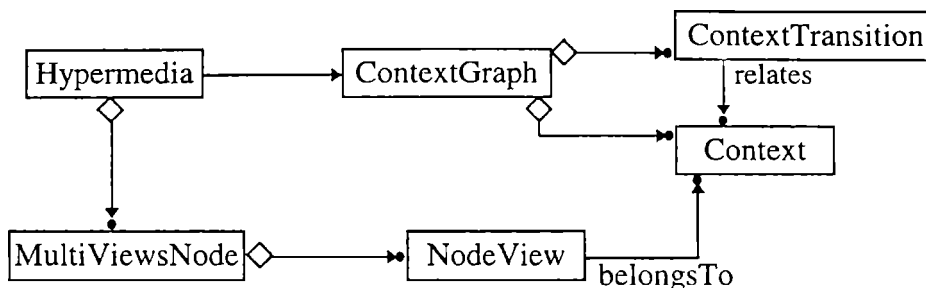 ContextTransition
Hypermedia
ContextGraph
relates
Context
MultiViewsNode
NodeView
belongsTo